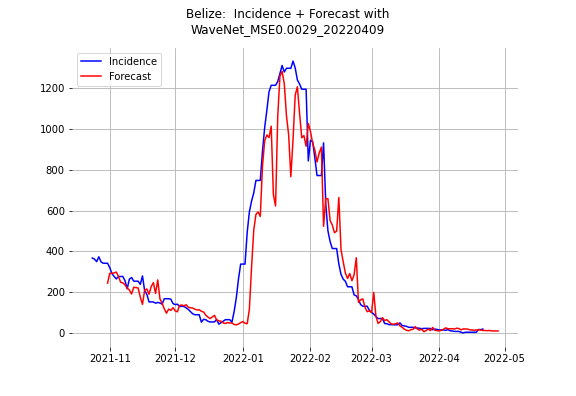 Belize:  Incidence + Forecast with
WaveNet_MSE0.0029_20220409
Incidence
Forecast
1200
1000
800
600
400
200
0
2021-11 2021-12 2022-01 2022-02 2022-03 2022-04 2022-05